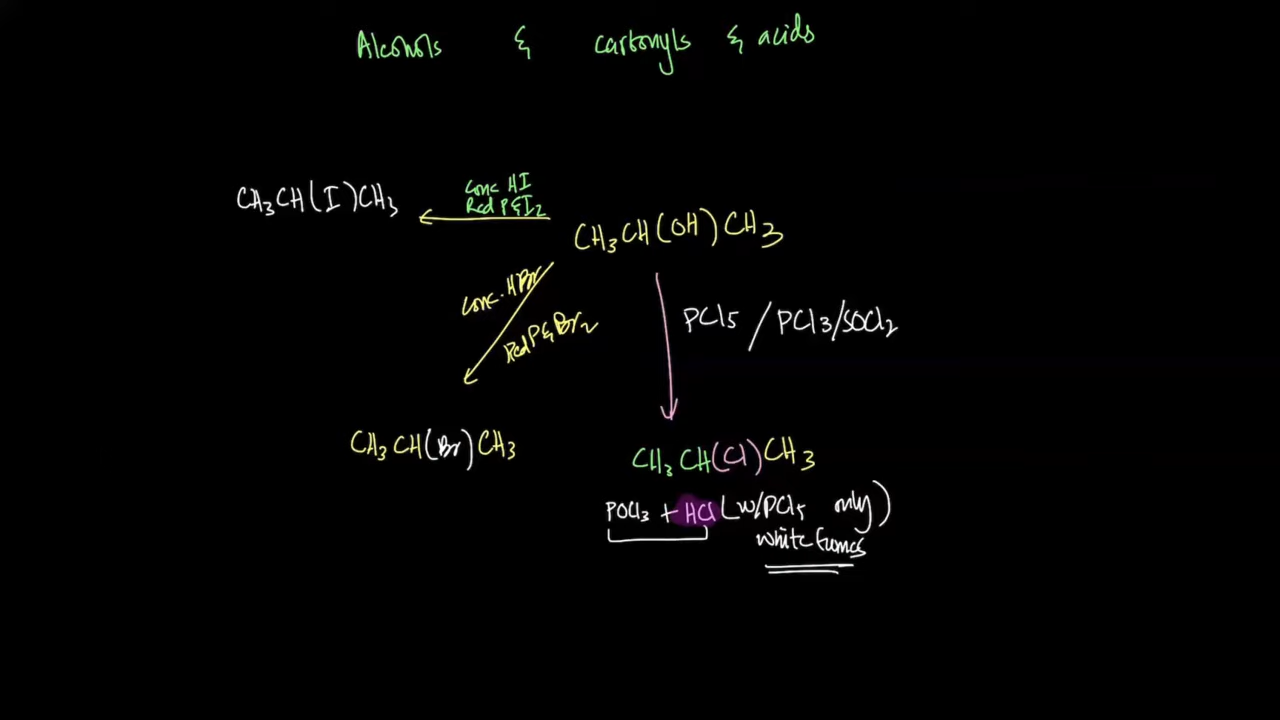 Alcohols & carbonyls & acids
CH₃CH(I)CH₃
conc HI
Red P & I₂
CH₃CH(OH)CH₃
conc. HBr
Red P & Br₂
PCl₅ / PCl₃/SOCl₂
CH₃CH(Br)CH₃
CH₃CH(Cl)CH₃
POCl₃ + HCl (w/PCl₅ only)
white fumes